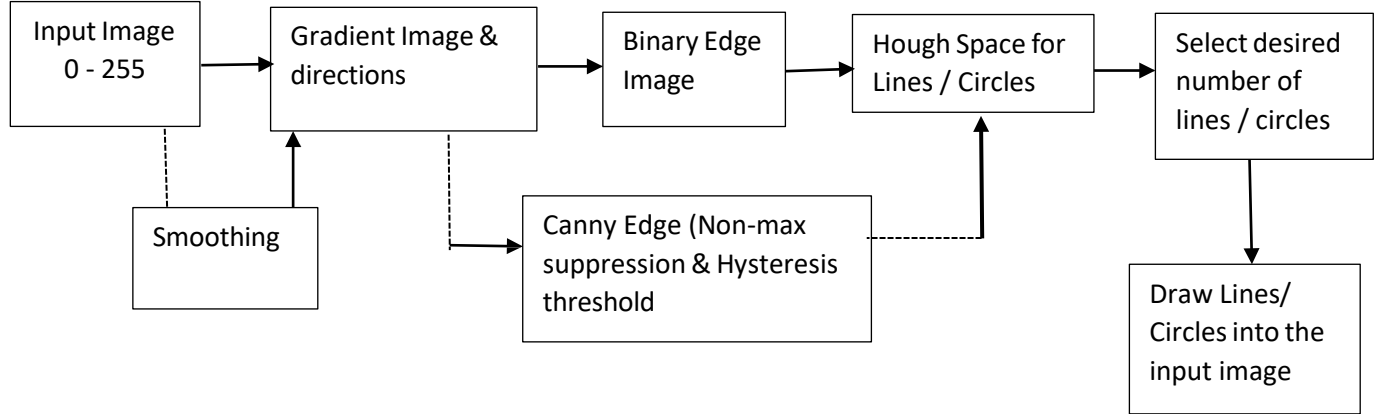 Input Image
0 - 255
Gradient Image &
directions
Binary Edge
Image
Hough Space for
Lines / Circles
Select desired
number of
lines / circles
Smoothing
Canny Edge (Non-max
suppression & Hysteresis
threshold
Draw Lines/
Circles into the
input image